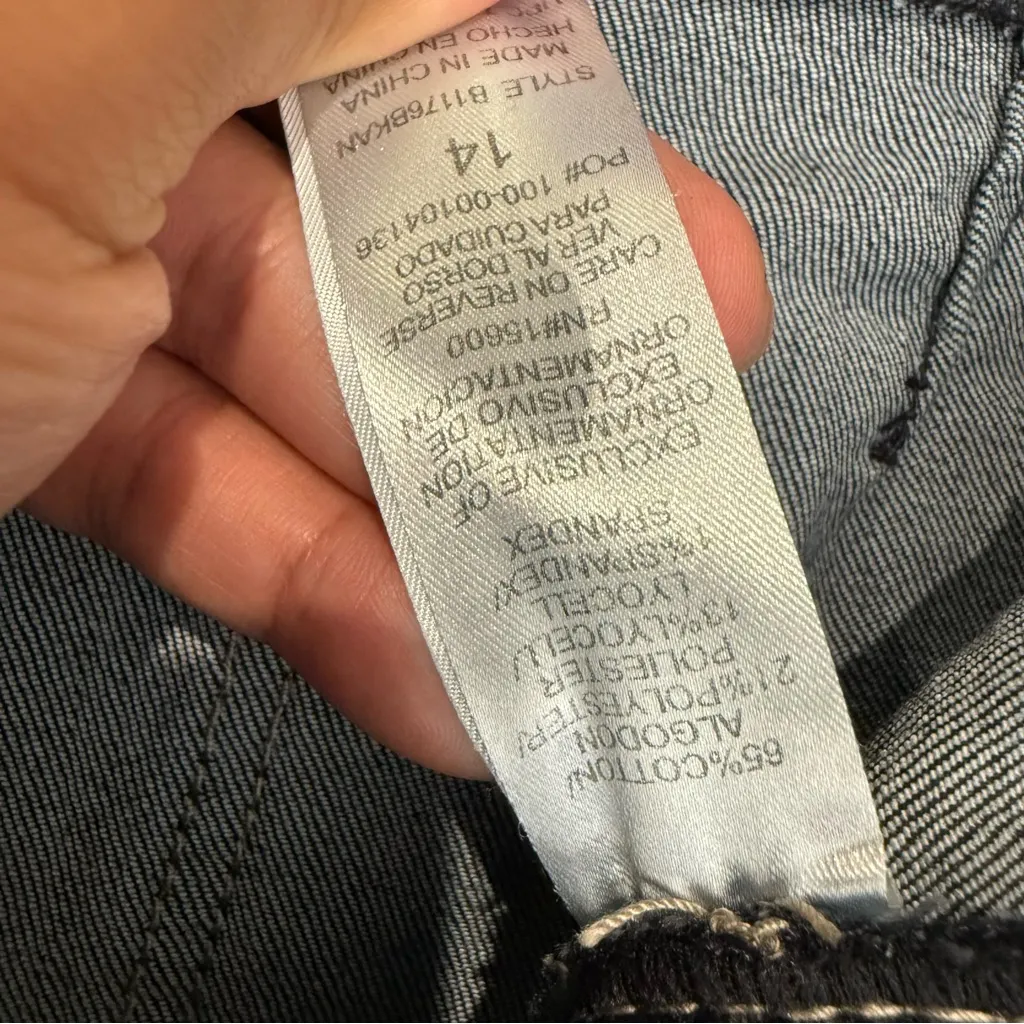 65%COTTON/
ALGODON
21%POLYESTER/
POLIESTER
13%LYOCELL/
LYOCELL
1%SPANDEX/
SPANDEX
EXCLUSIVE OF
ORNAMENTATION
EXCLUSIVO DE
ORNAMENTACION
RN#15600
CARE ON REVERSE
VER AL DORSO
PARA CUIDADO
PO# 100-00104136
14
STYLE B1176BKAN
MADE IN CHINA
HECHO EN CHINA